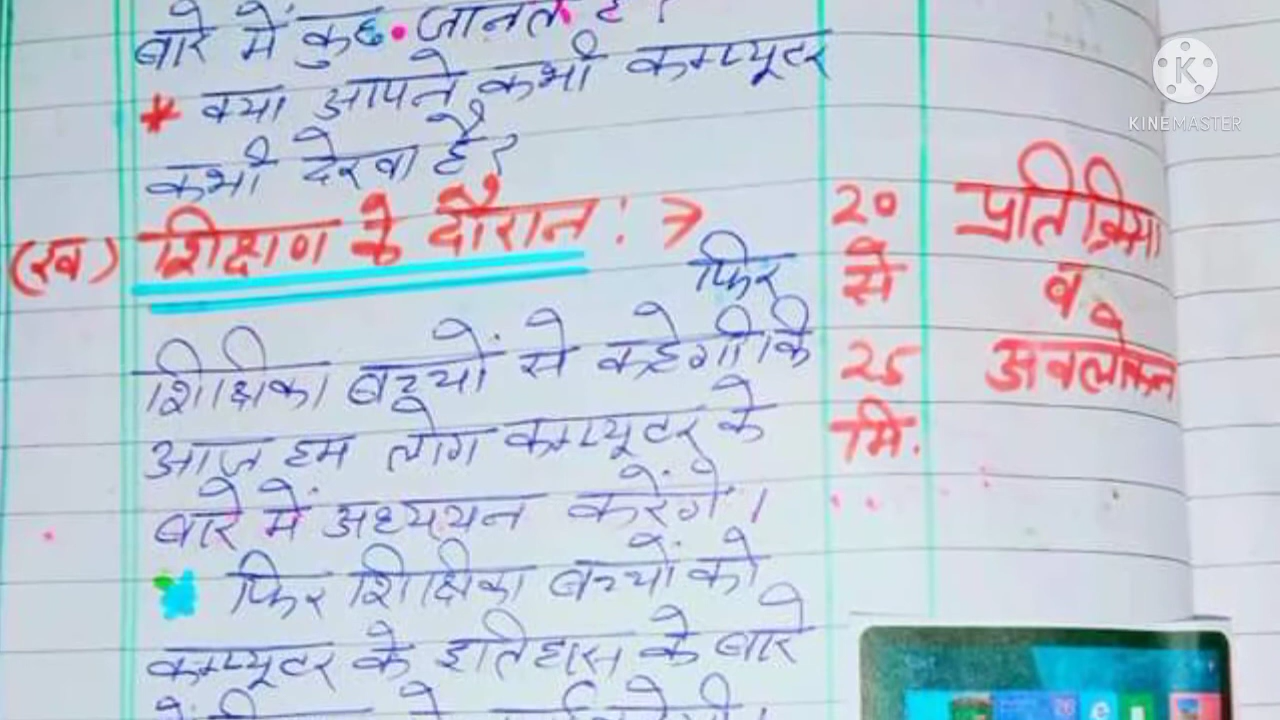 बारे में कुछ जानते है ?
* क्या आपने कभी कम्प्यूटर
कभी देखा है ?
(ख) शिक्षण के दौरान : →
फिर
शिक्षिका बच्चों से कहेगी कि
आज हम लोग कम्प्यूटर के
बारे में अध्ययन करेंगे ।
फिर शिक्षिका बच्चों को
कम्प्यूटर के इतिहास के बारे
20
से
25
मि.
प्रतिक्रिया
व
अवलोकन
KINEMASTER